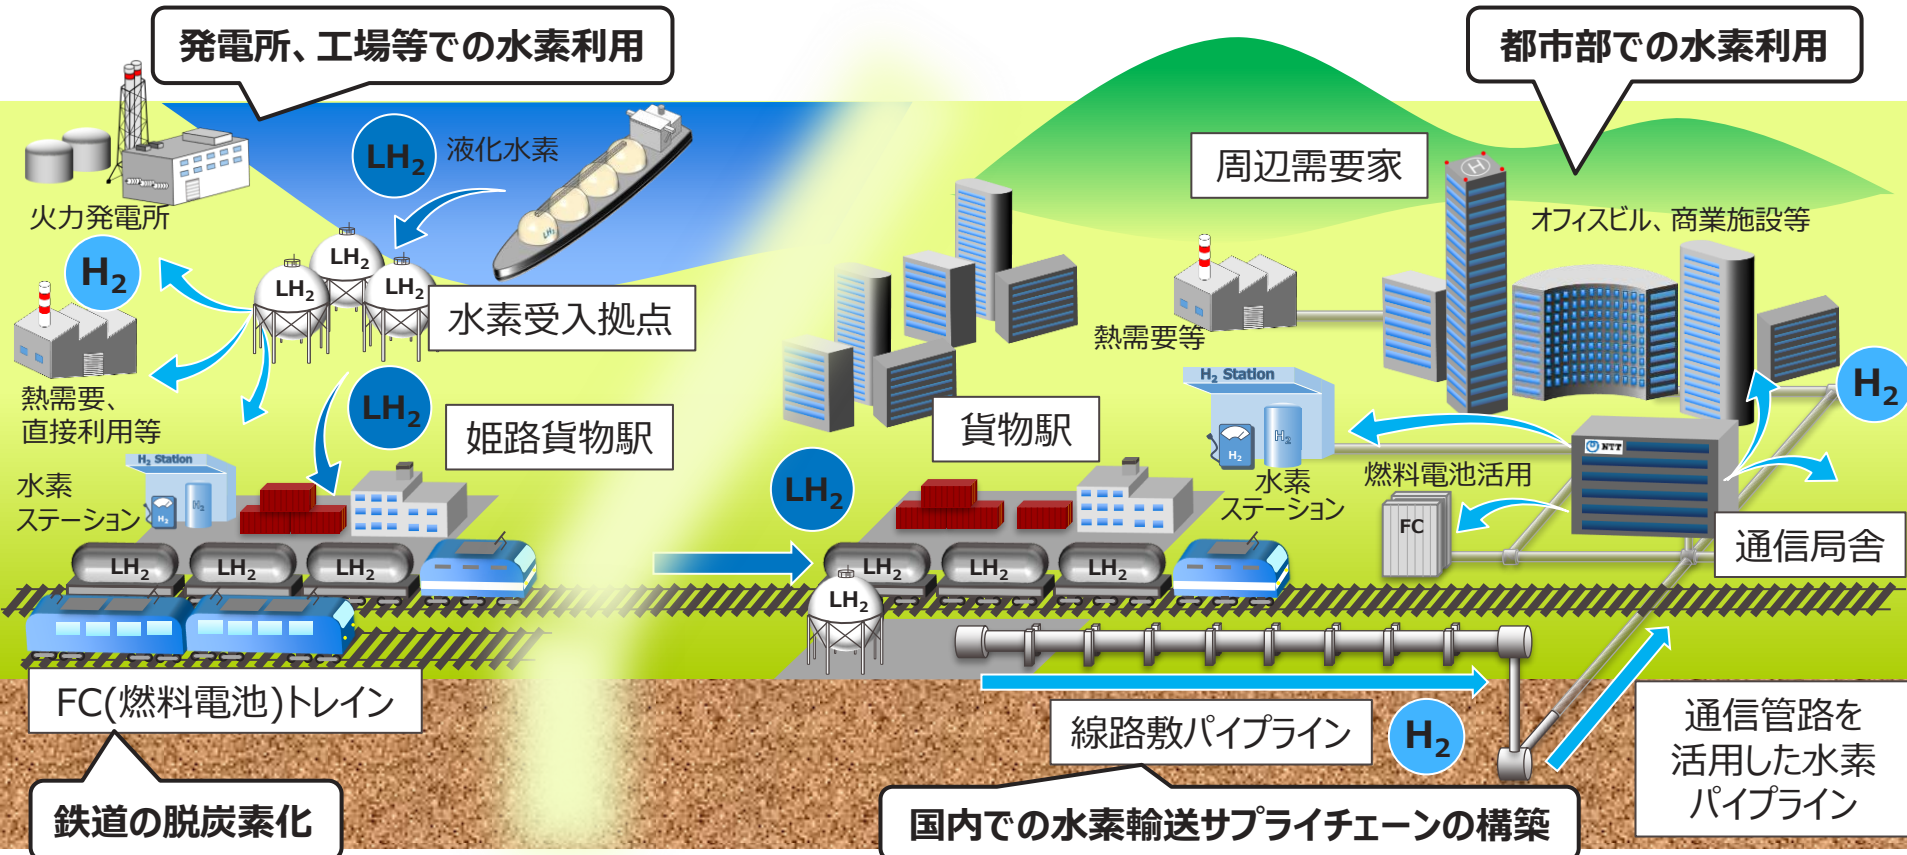 発電所、工場等での水素利用
都市部での水素利用
LH₂
液化水素
周辺需要家
火力発電所
オフィスビル、商業施設等
H₂
LH₂
LH₂
LH₂
LH₂
水素受入拠点
熱需要等
熱需要、
直接利用等
LH₂
姫路貨物駅
貨物駅
H₂ Station
H₂
H₂
H₂
NTT
水素
ステーション
H₂ Station
H₂
H₂
LH₂
水素
ステーション
燃料電池活用
FC
通信局舎
LH₂
LH₂
LH₂
LH₂
LH₂
LH₂
LH₂
FC(燃料電池)トレイン
線路敷パイプライン
H₂
通信管路を
活用した水素
パイプライン
鉄道の脱炭素化
国内での水素輸送サプライチェーンの構築
H